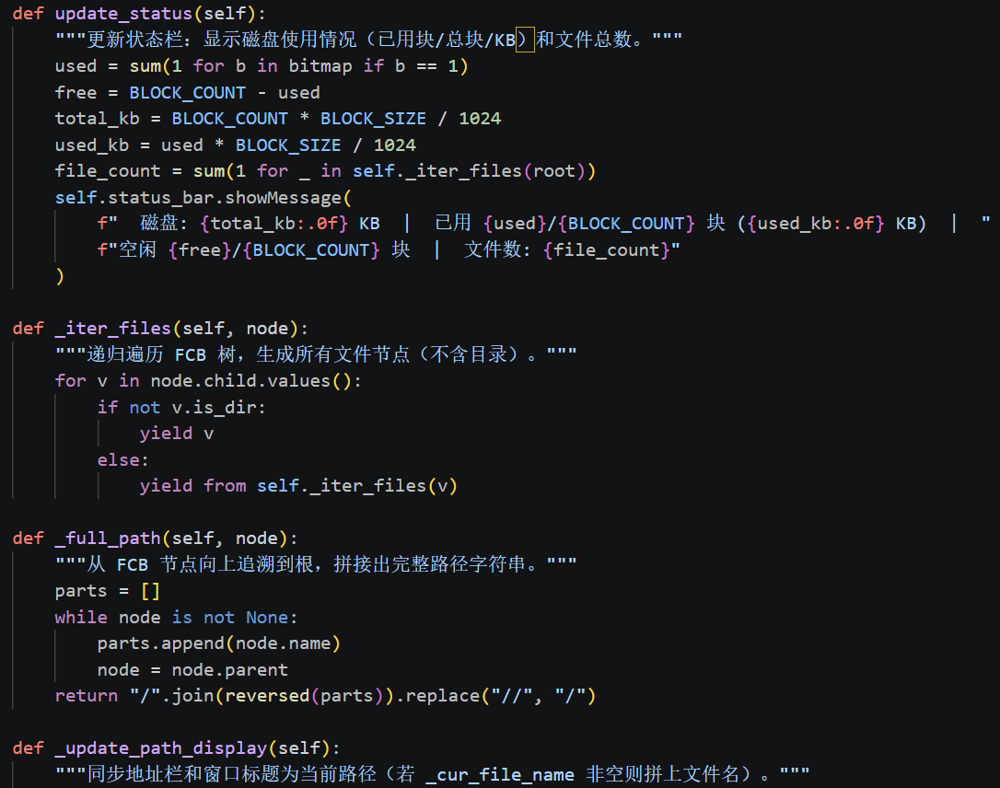 def update_status(self):
    """更新状态栏：显示磁盘使用情况（已用块/总块/KB）和文件总数。"""
    used = sum(1 for b in bitmap if b == 1)
    free = BLOCK_COUNT - used
    total_kb = BLOCK_COUNT * BLOCK_SIZE / 1024
    used_kb = used * BLOCK_SIZE / 1024
    file_count = sum(1 for _ in self._iter_files(root))
    self.status_bar.showMessage(
        f"  磁盘: {total_kb:.0f} KB  |  已用 {used}/{BLOCK_COUNT} 块 ({used_kb:.0f} KB)  |  "
        f"空闲 {free}/{BLOCK_COUNT} 块  |  文件数: {file_count}"
    )

def _iter_files(self, node):
    """递归遍历 FCB 树，生成所有文件节点（不含目录）。"""
    for v in node.child.values():
        if not v.is_dir:
            yield v
        else:
            yield from self._iter_files(v)

def _full_path(self, node):
    """从 FCB 节点向上追溯到根，拼接出完整路径字符串。"""
    parts = []
    while node is not None:
        parts.append(node.name)
        node = node.parent
    return "/".join(reversed(parts)).replace("//", "/")

def _update_path_display(self):
    """同步地址栏和窗口标题为当前路径（若 _cur_file_name 非空则拼上文件名）。"""